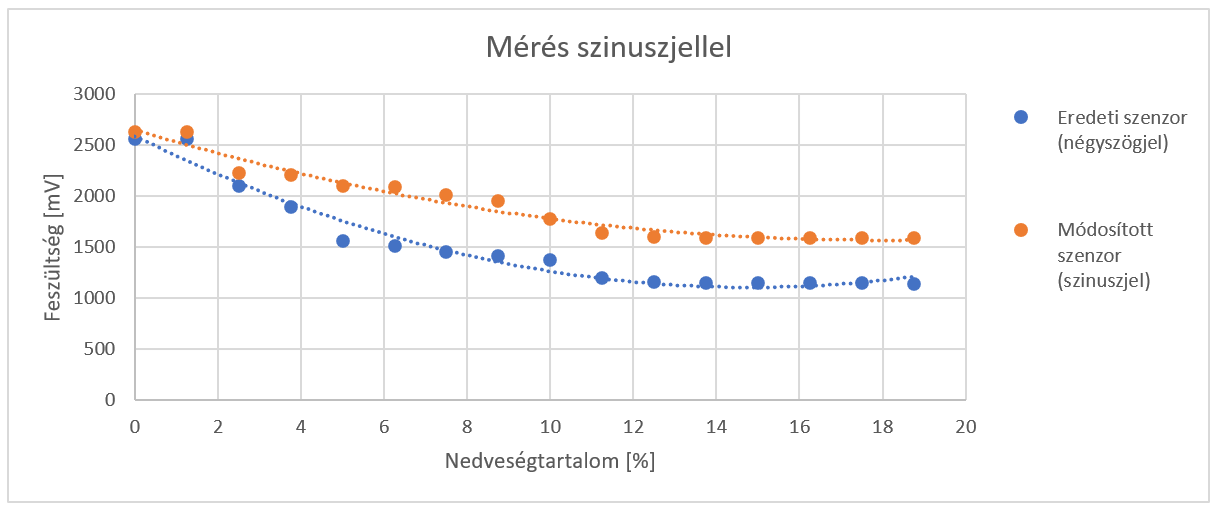 Mérés szinuszjellel
3000
2500
2000
1500
1000
500
0
Feszültség [mV]
0 2 4 6 8 10 12 14 16 18 20
Nedveségtartalom [%]
Eredeti szenzor
(négyszögjel)
Módosított
szenzor
(szinuszjel)